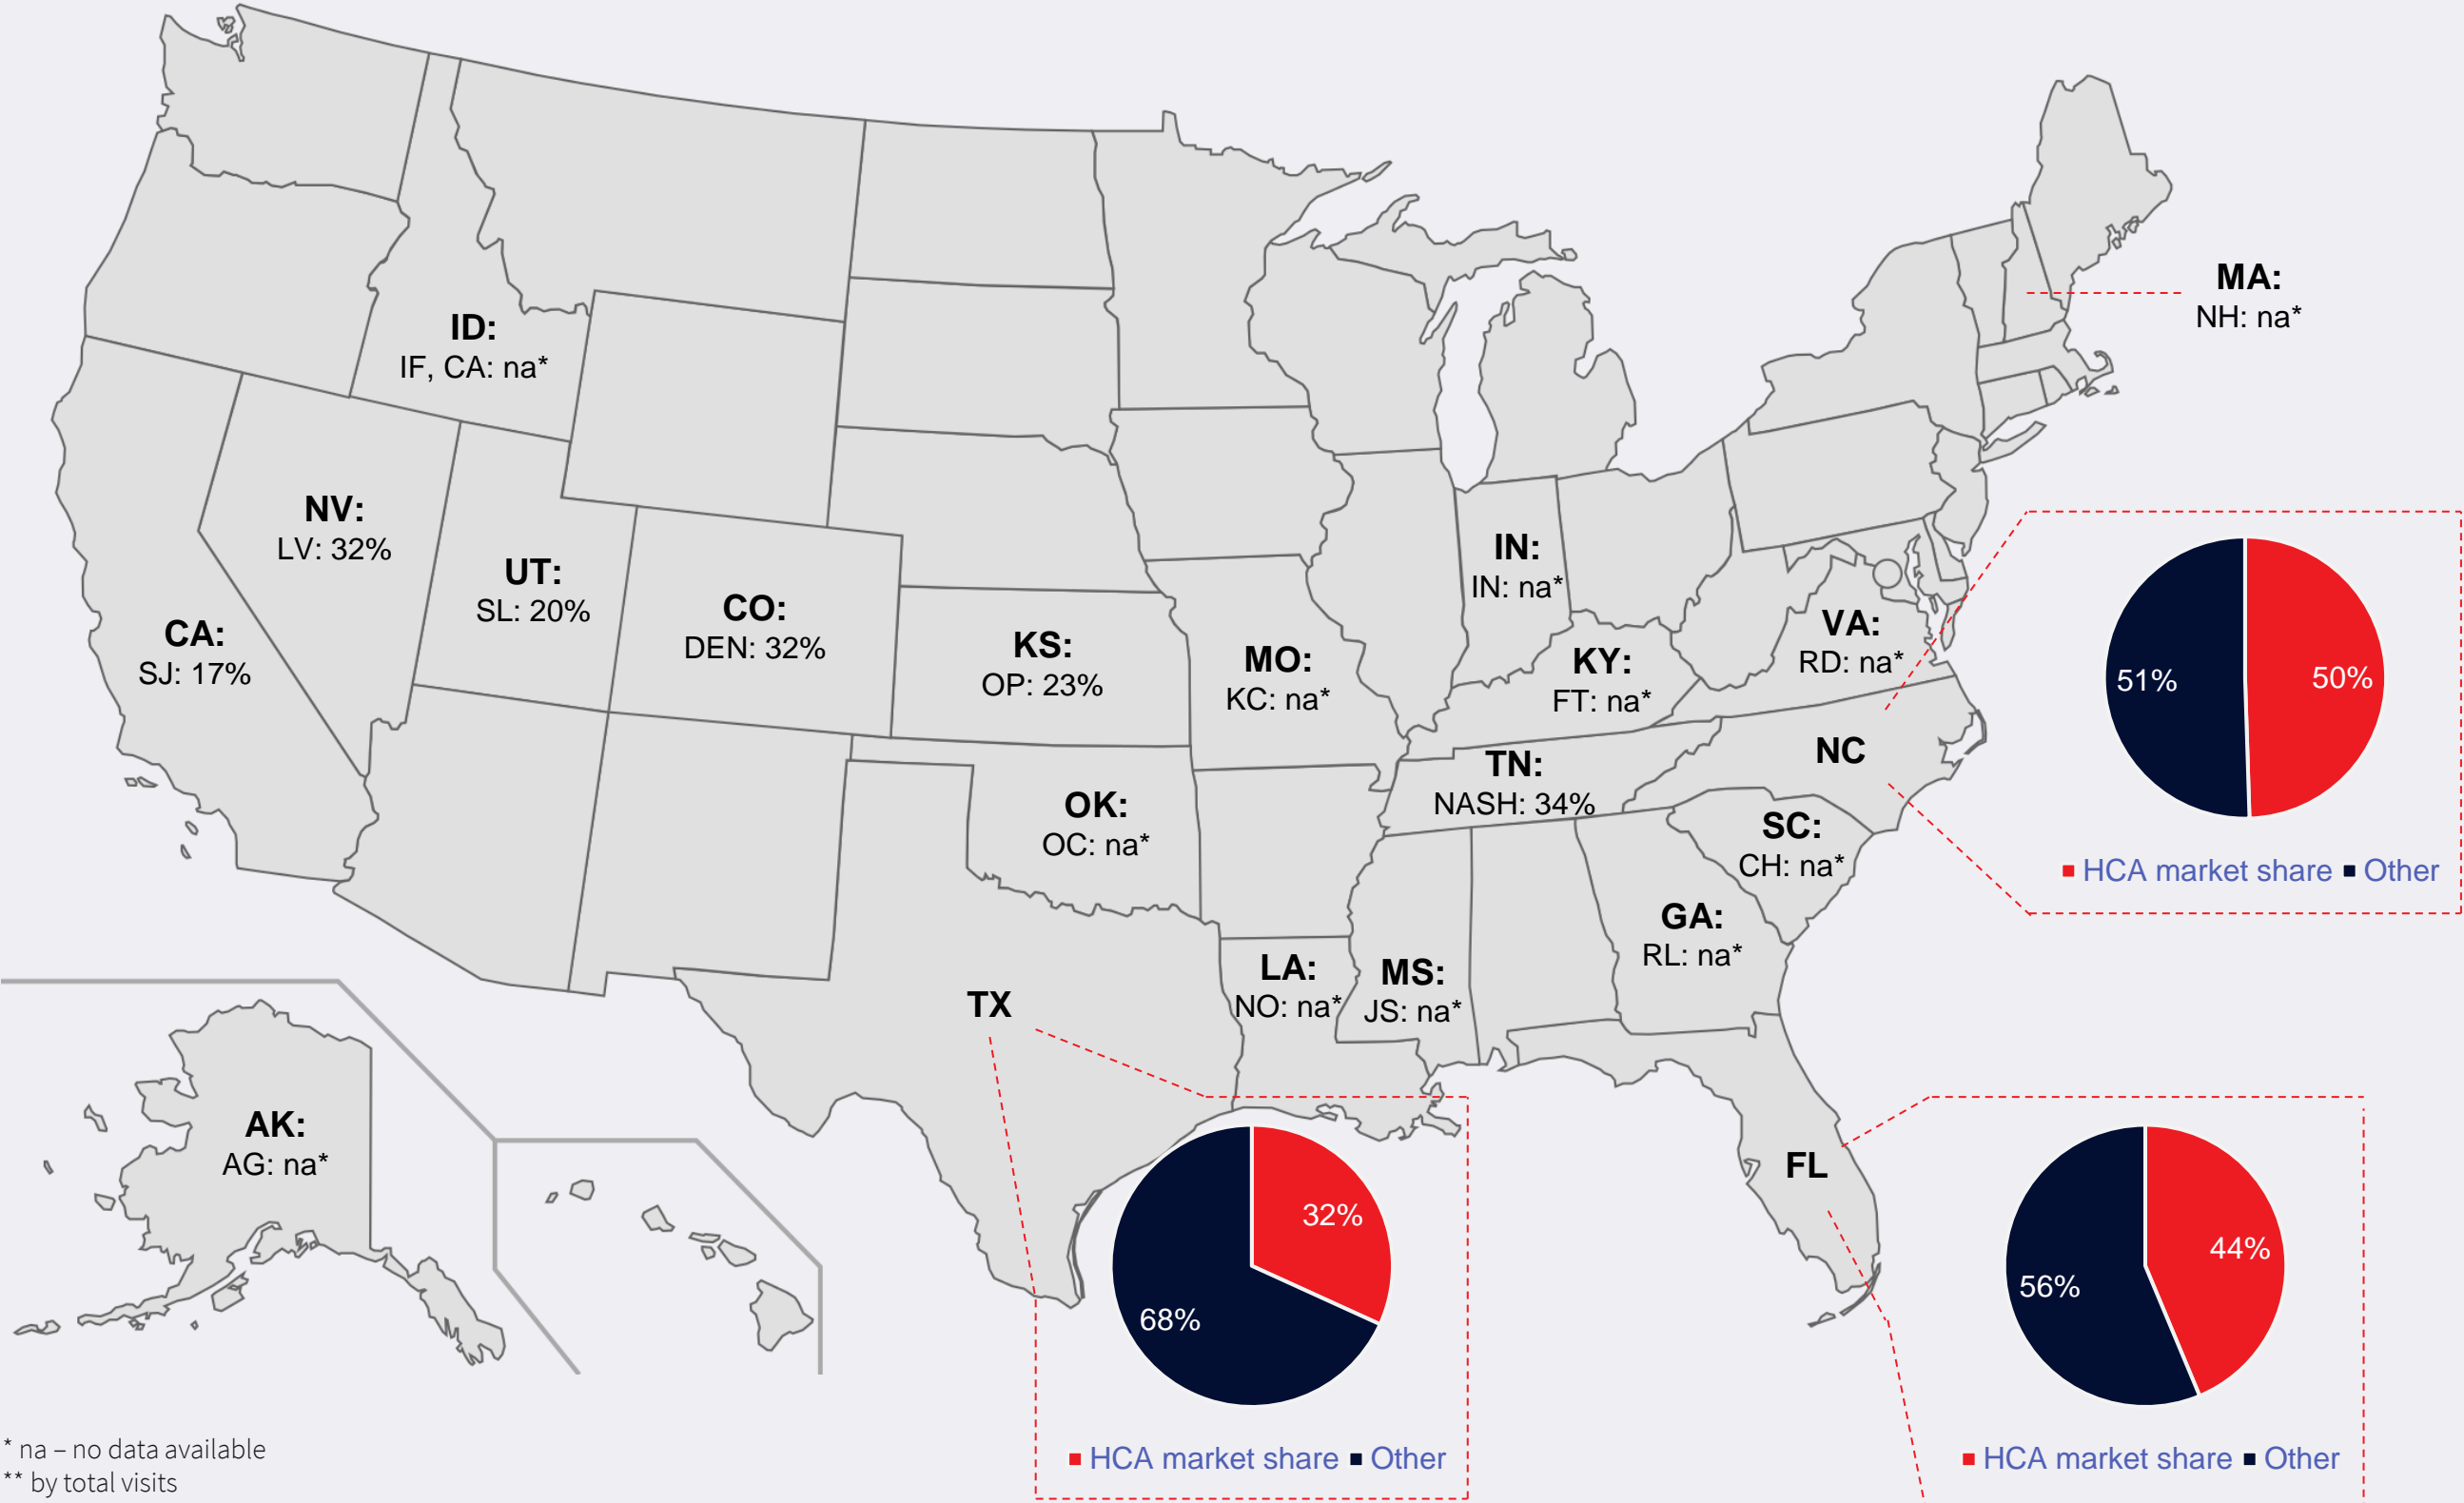 MA:
NH: na*
ID:
IF, CA: na*
NV:
LV: 32%
UT:
SL: 20%
CO:
DEN: 32%
CA:
SJ: 17%
KS:
OP: 23%
MO:
KC: na*
IN:
IN: na*
KY:
FT: na*
VA:
RD: na*
51%
50%
HCA market share Other
NC
TN:
NASH: 34%
OK:
OC: na*
SC:
CH: na*
GA:
RL: na*
LA:
NO: na*
MS:
JS: na*
TX
32%
68%
HCA market share Other
FL
44%
56%
HCA market share Other
AK:
AG: na*
* na – no data available
** by total visits